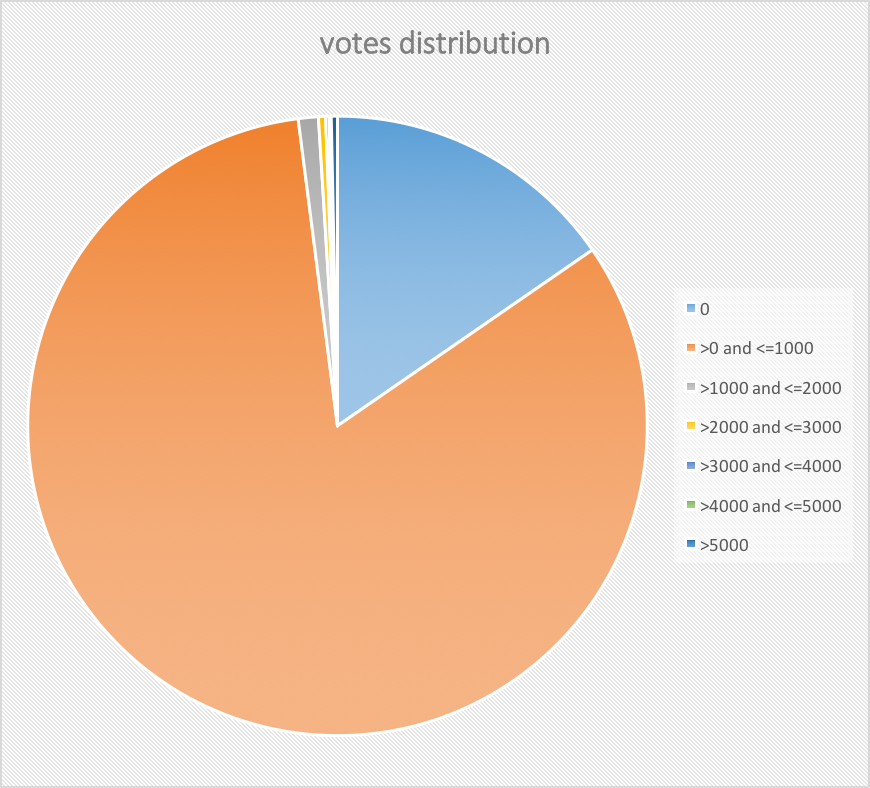 votes distribution
0
>0 and <=1000
>1000 and <=2000
>2000 and <=3000
>3000 and <=4000
>4000 and <=5000
>5000